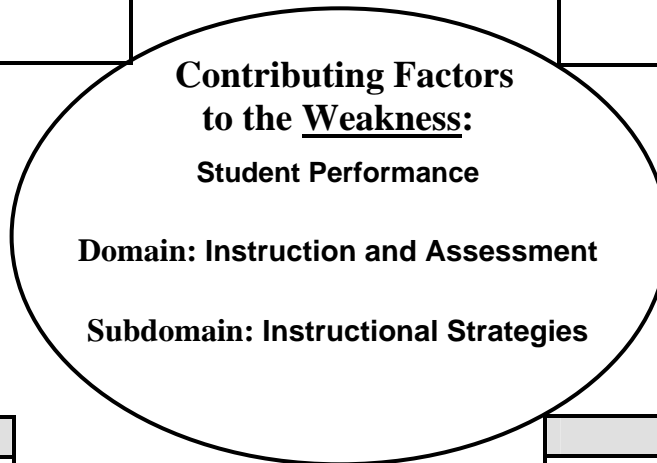 Contributing Factors
to the Weakness:
Student Performance
Domain: Instruction and Assessment
Subdomain: Instructional Strategies